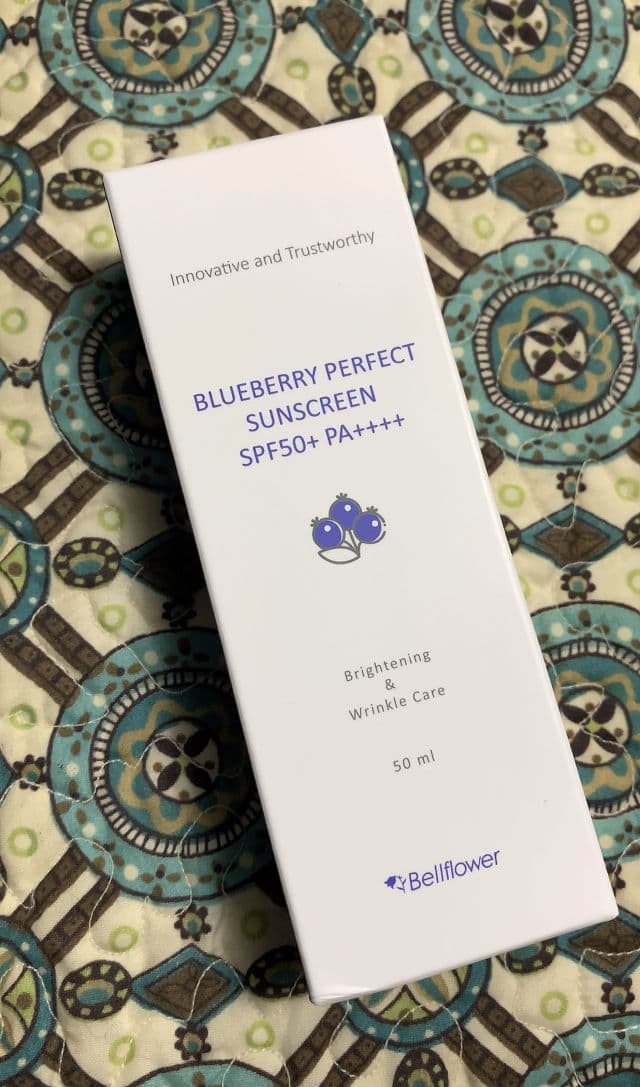 Innovative and Trustworthy
BLUEBERRY PERFECT
SUNSCREEN
SPF50+ PA++++
Brightening
&
Wrinkle Care
50 ml
Bellflower